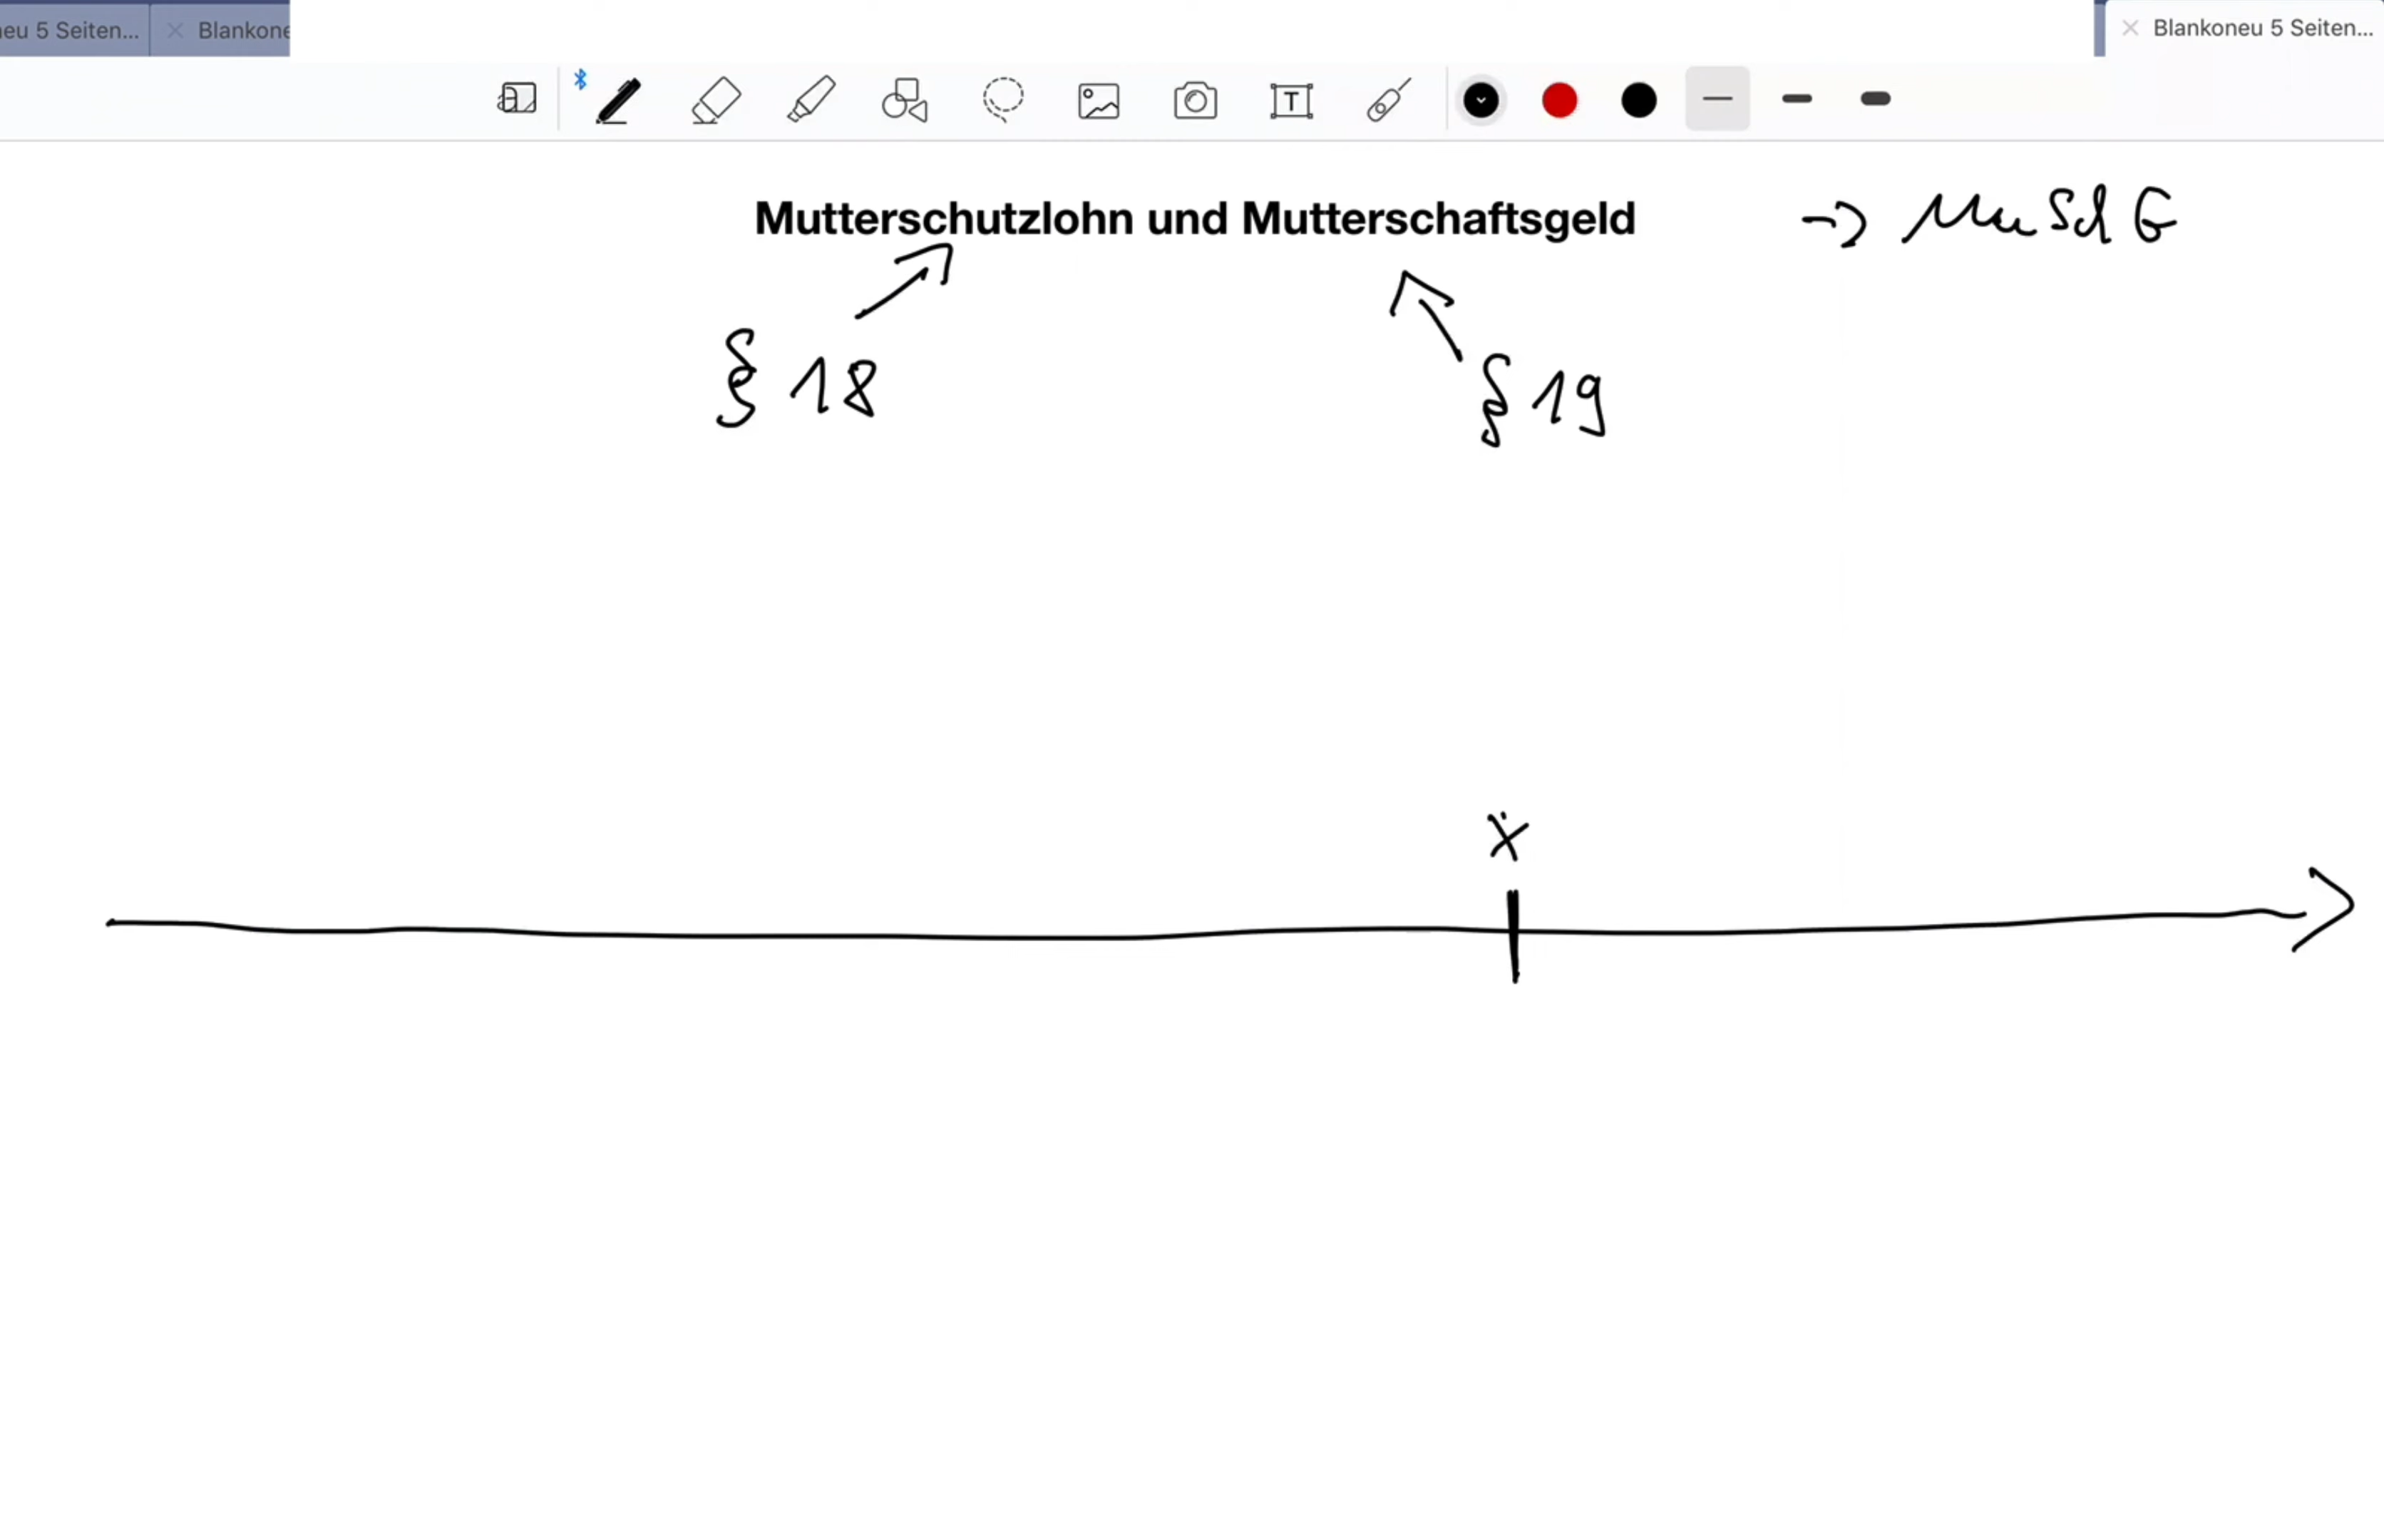 neu 5 Seiten... Blankone Blankoneu 5 Seiten...
Mutterschutzlohn und Mutterschaftsgeld → MuSchG
§ 18 § 19
x